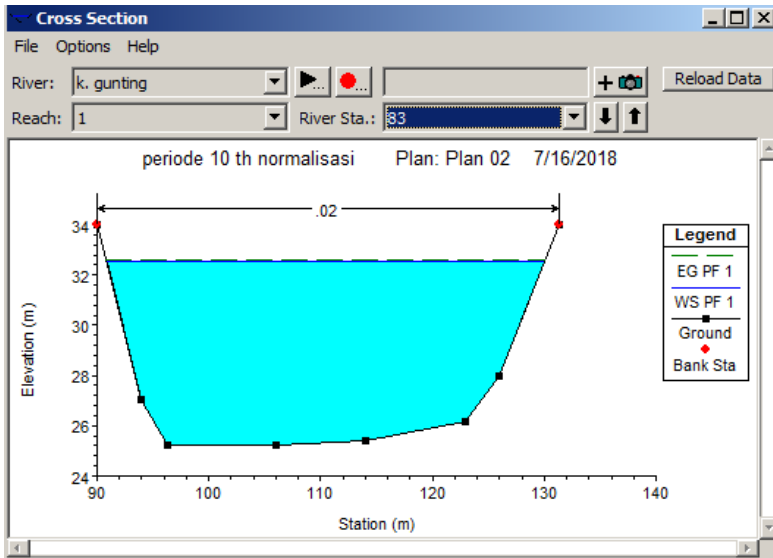 Cross Section
File Options Help
River: k. gunting
Reload Data
Reach: 1 River Sta.: 83
periode 10 th normalisasi Plan: Plan 02 7/16/2018
.02
34
32
30
28
26
24
Elevation (m)
90 100 110 120 130 140
Station (m)
Legend
EG PF 1
WS PF 1
Ground
Bank Sta